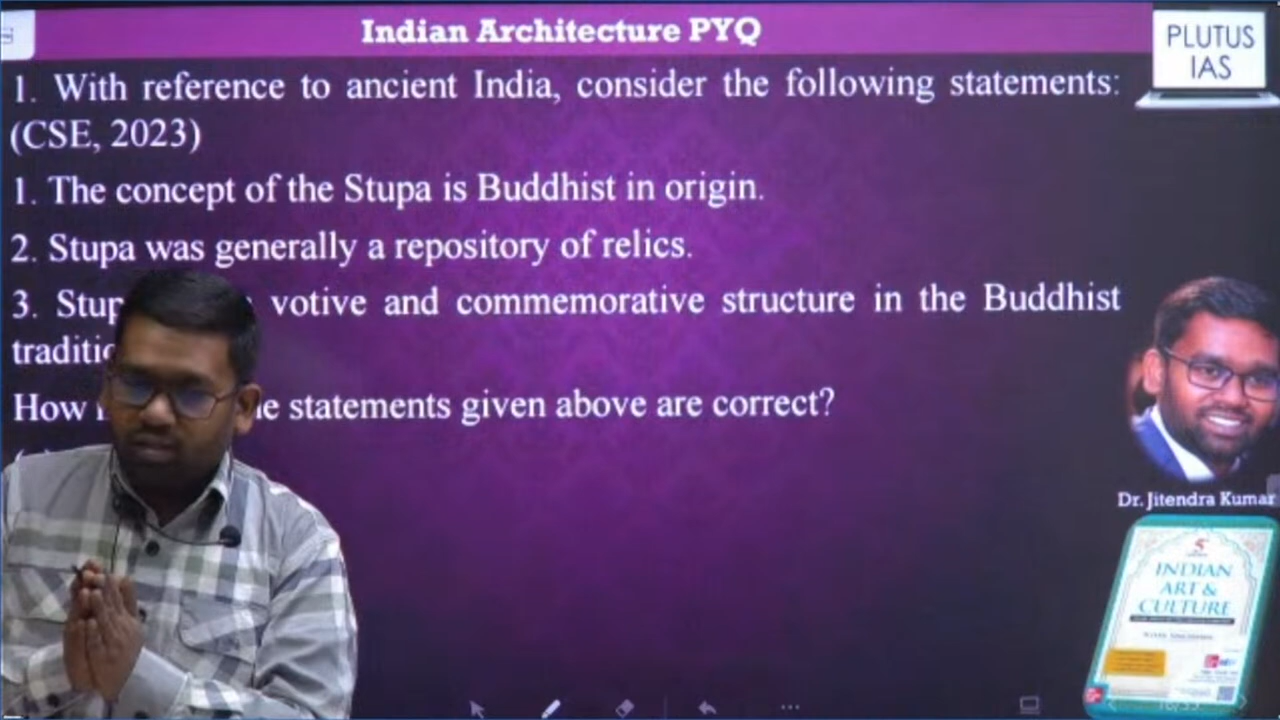 Indian Architecture PYQ
PLUTUS
IAS
1. With reference to ancient India, consider the following statements:
(CSE, 2023)
1. The concept of the Stupa is Buddhist in origin.
2. Stupa was generally a repository of relics.
3. Stup votive and commemorative structure in the Buddhist
traditio
How e statements given above are correct?
Dr. Jitendra Kumar
INDIAN
ART &
CULTURE